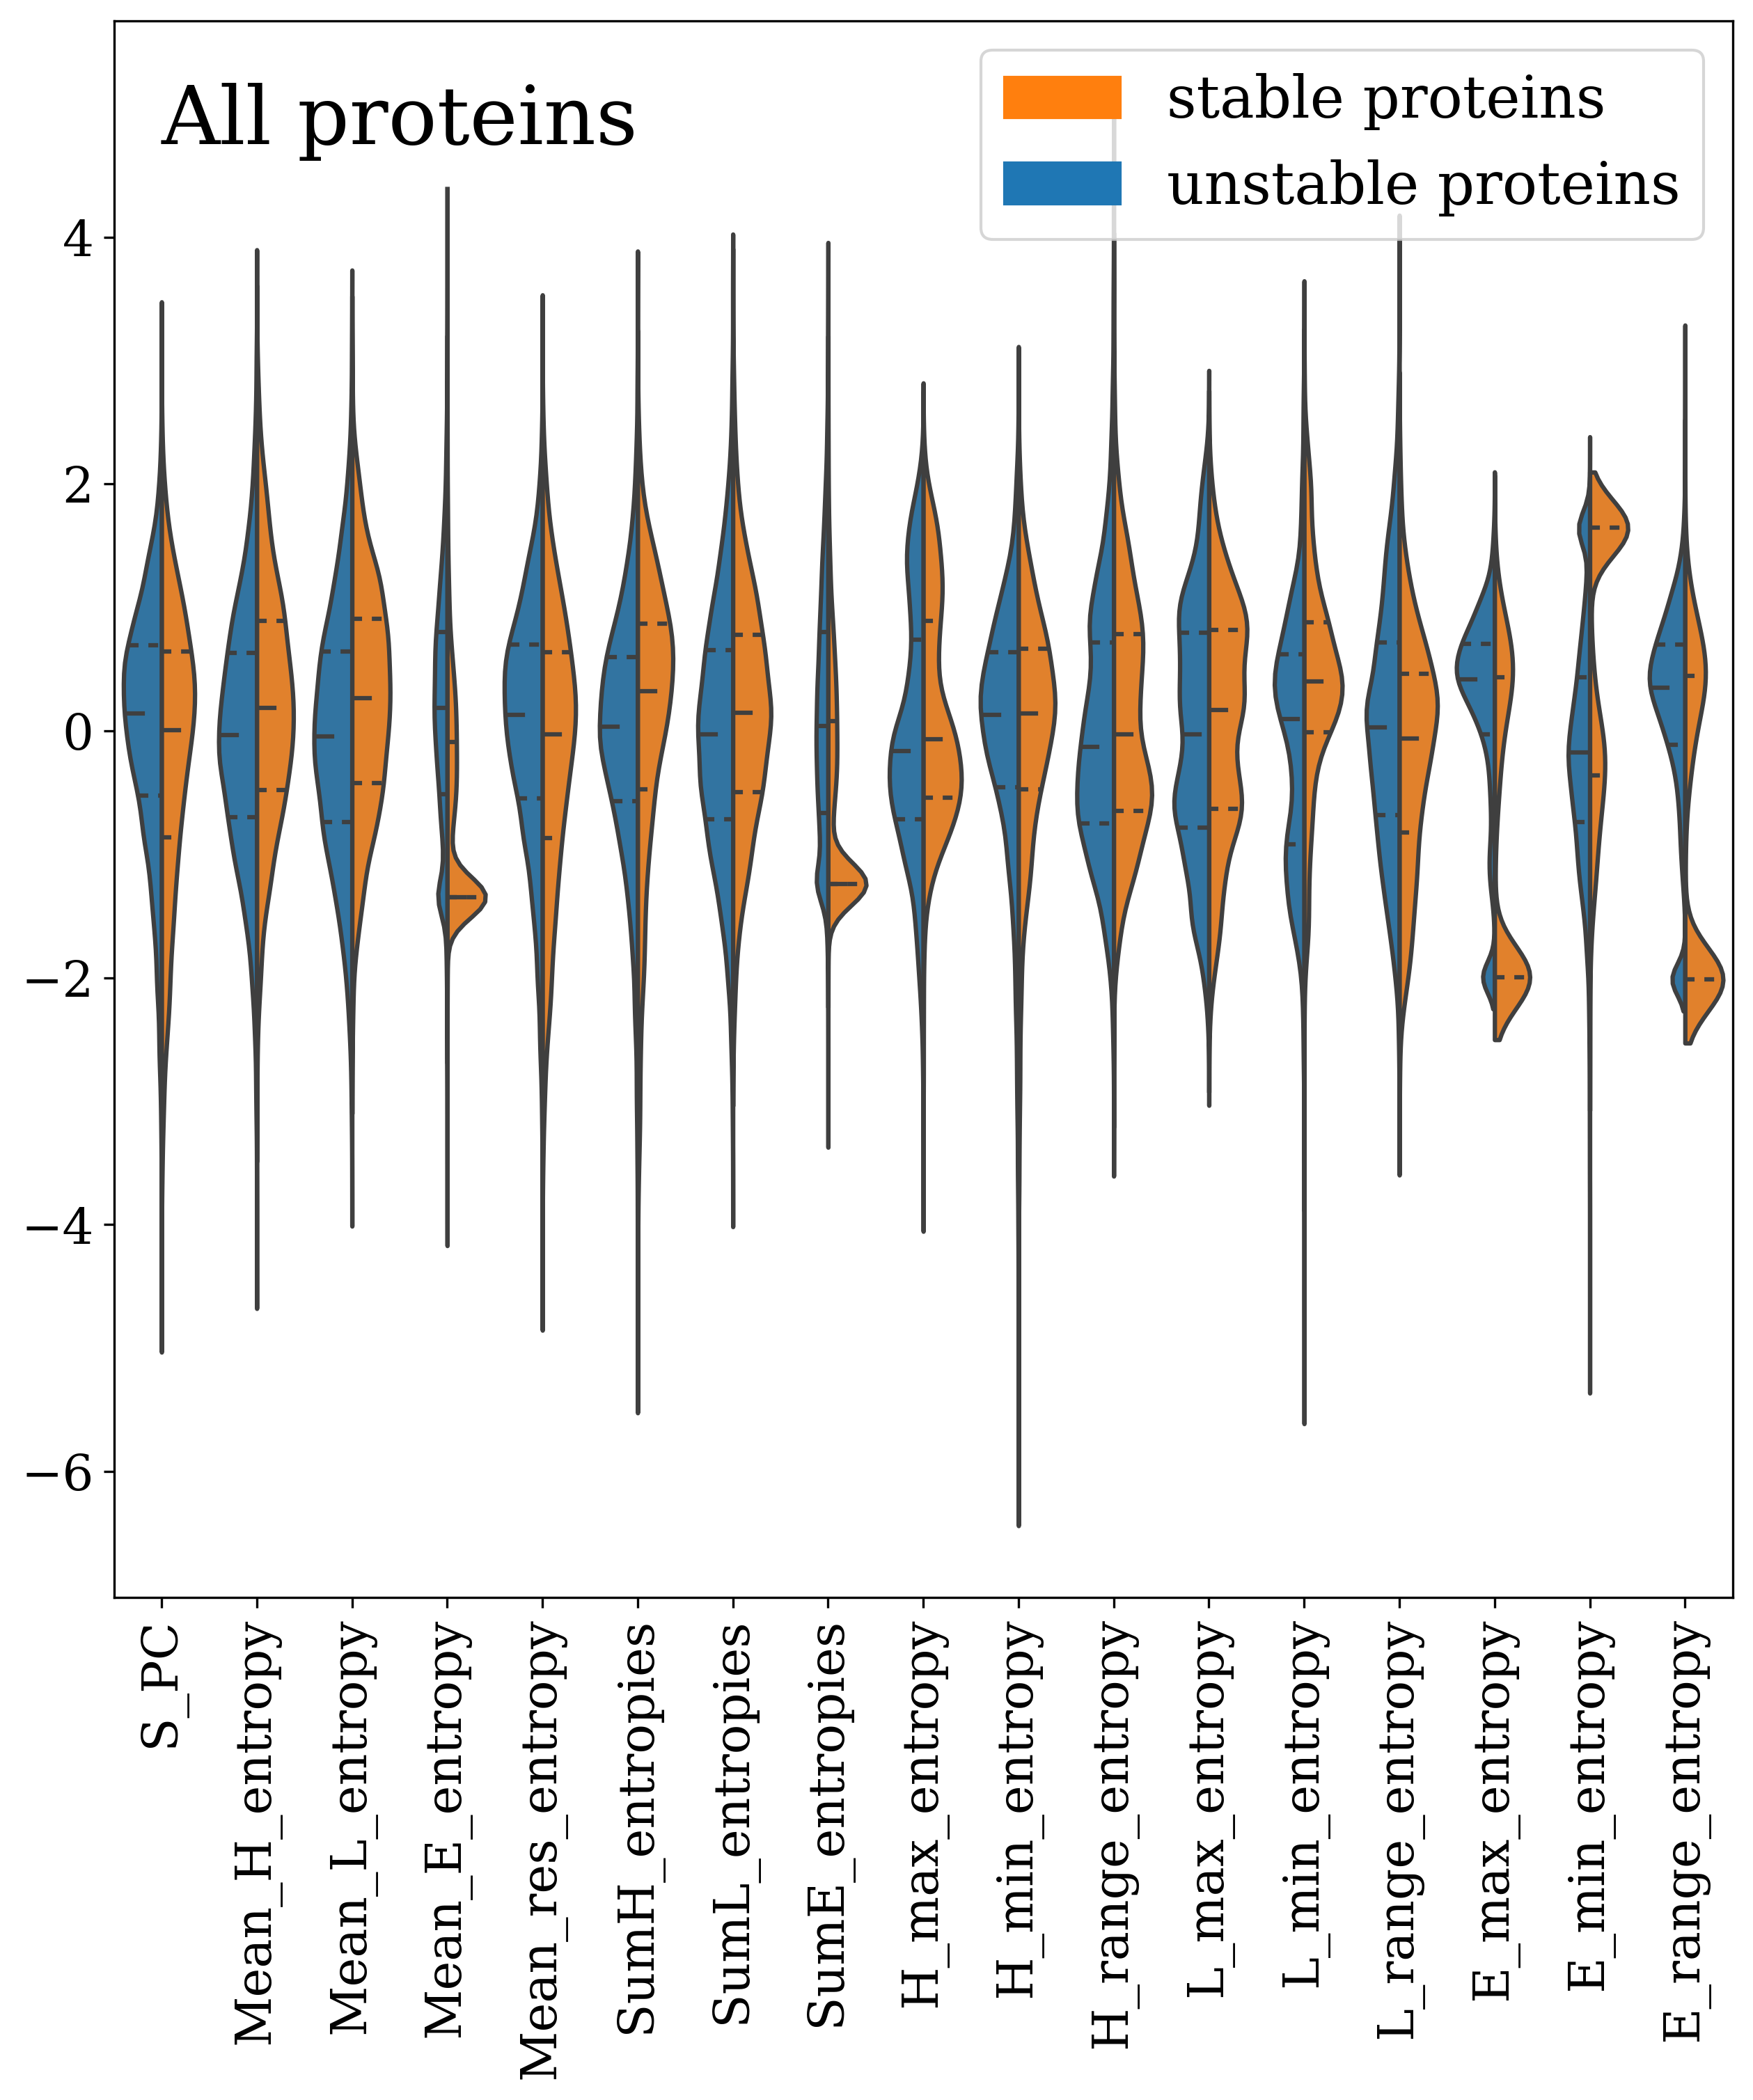 All proteins
stable proteins
unstable proteins
4
2
0
−2
−4
−6
S_PC
Mean_H_entropy
Mean_L_entropy
Mean_E_entropy
Mean_res_entropy
SumH_entropies
SumL_entropies
SumE_entropies
H_max_entropy
H_min_entropy
H_range_entropy
L_max_entropy
L_min_entropy
L_range_entropy
E_max_entropy
E_min_entropy
E_range_entropy